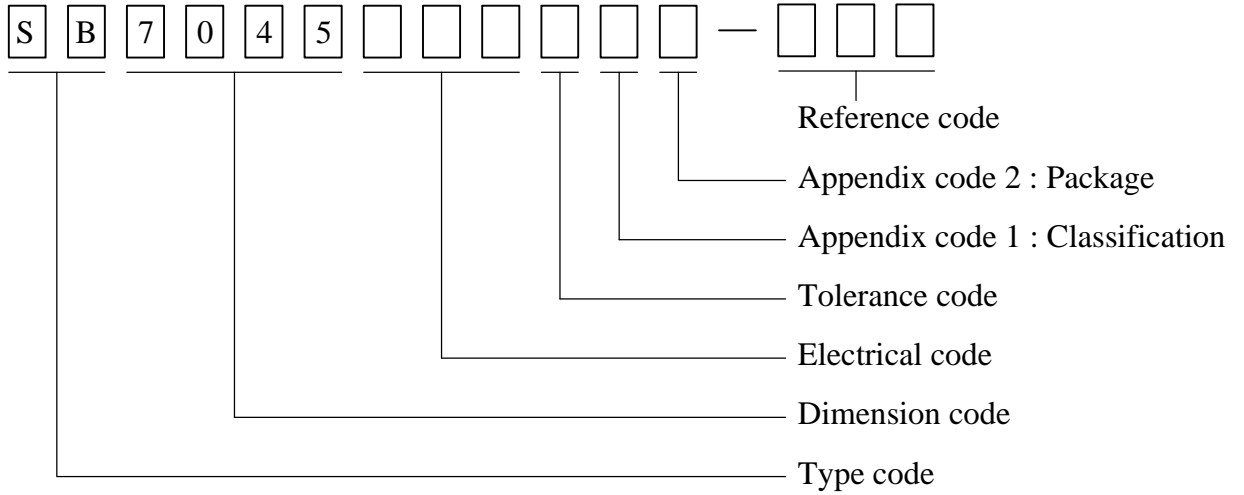 S B 7 0 4 5 —
Reference code
Appendix code 2 : Package
Appendix code 1 : Classification
Tolerance code
Electrical code
Dimension code
Type code